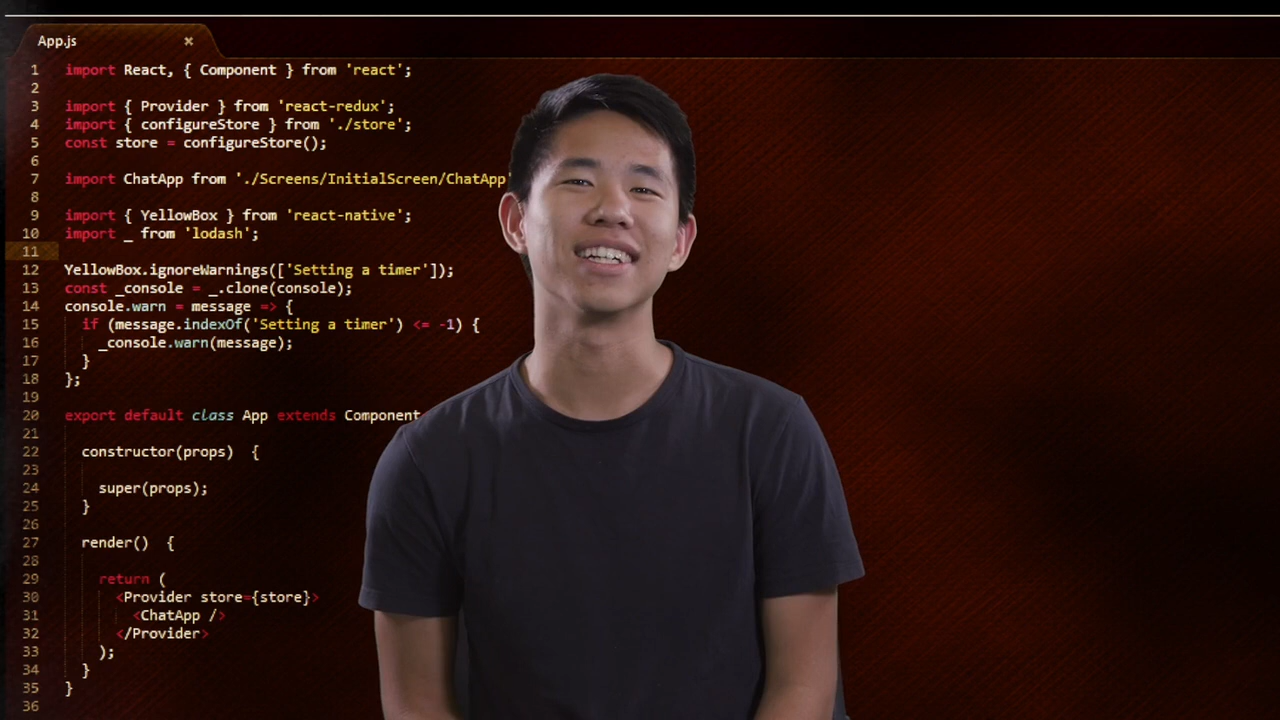 App.js ×
1 import React, { Component } from 'react';
2
3 import { Provider } from 'react-redux';
4 import { configureStore } from './store';
5 const store = configureStore();
6
7 import ChatApp from './Screens/InitialScreen/ChatApp'
8
9 import { YellowBox } from 'react-native';
10 import _ from 'lodash';
11
12 YellowBox.ignoreWarnings(['Setting a timer']);
13 const _console = _.clone(console);
14 console.warn = message => {
15 if (message.indexOf('Setting a timer') <= -1) {
16 _console.warn(message);
17 }
18 };
19
20 export default class App extends Component
21
22 constructor(props) {
23
24 super(props);
25 }
26
27 render() {
28
29 return (
30 <Provider store={store}>
31 <ChatApp />
32 </Provider>
33 );
34 }
35 }
36